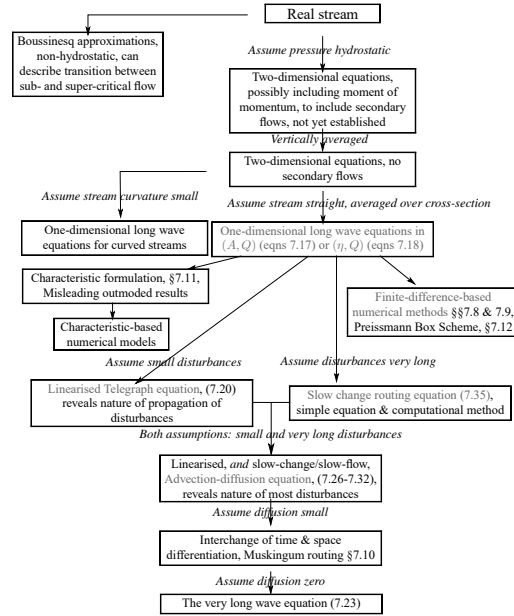 Real stream
Boussinesq approximations,
non-hydrostatic, can
describe transition between
sub- and super-critical flow
Assume pressure hydrostatic
Two-dimensional equations,
possibly including moment of
momentum, to include secondary
flows, not yet established
Vertically averaged
Two-dimensional equations, no
secondary flows
Assume stream curvature small
Assume stream straight, averaged over cross-section
One-dimensional long wave
equations for curved streams
One-dimensional long wave equations in
(A, Q) (eqns 7.17) or (η, Q) (eqns 7.18)
Characteristic formulation, §7.11,
Misleading outmoded results
Finite-difference-based
numerical methods §§7.8 & 7.9,
Preissmann Box Scheme, §7.12
Characteristic-based
numerical models
Assume small disturbances
Assume disturbances very long
Linearised Telegraph equation, (7.20)
reveals nature of propagation of
disturbances
Slow change routing equation (7.35),
simple equation & computational method
Both assumptions: small and very long disturbances
Linearised, and slow-change/slow-flow,
Advection-diffusion equation, (7.26-7.32),
reveals nature of most disturbances
Assume diffusion small
Interchange of time & space
differentiation, Muskingum routing §7.10
Assume diffusion zero
The very long wave equation (7.23)